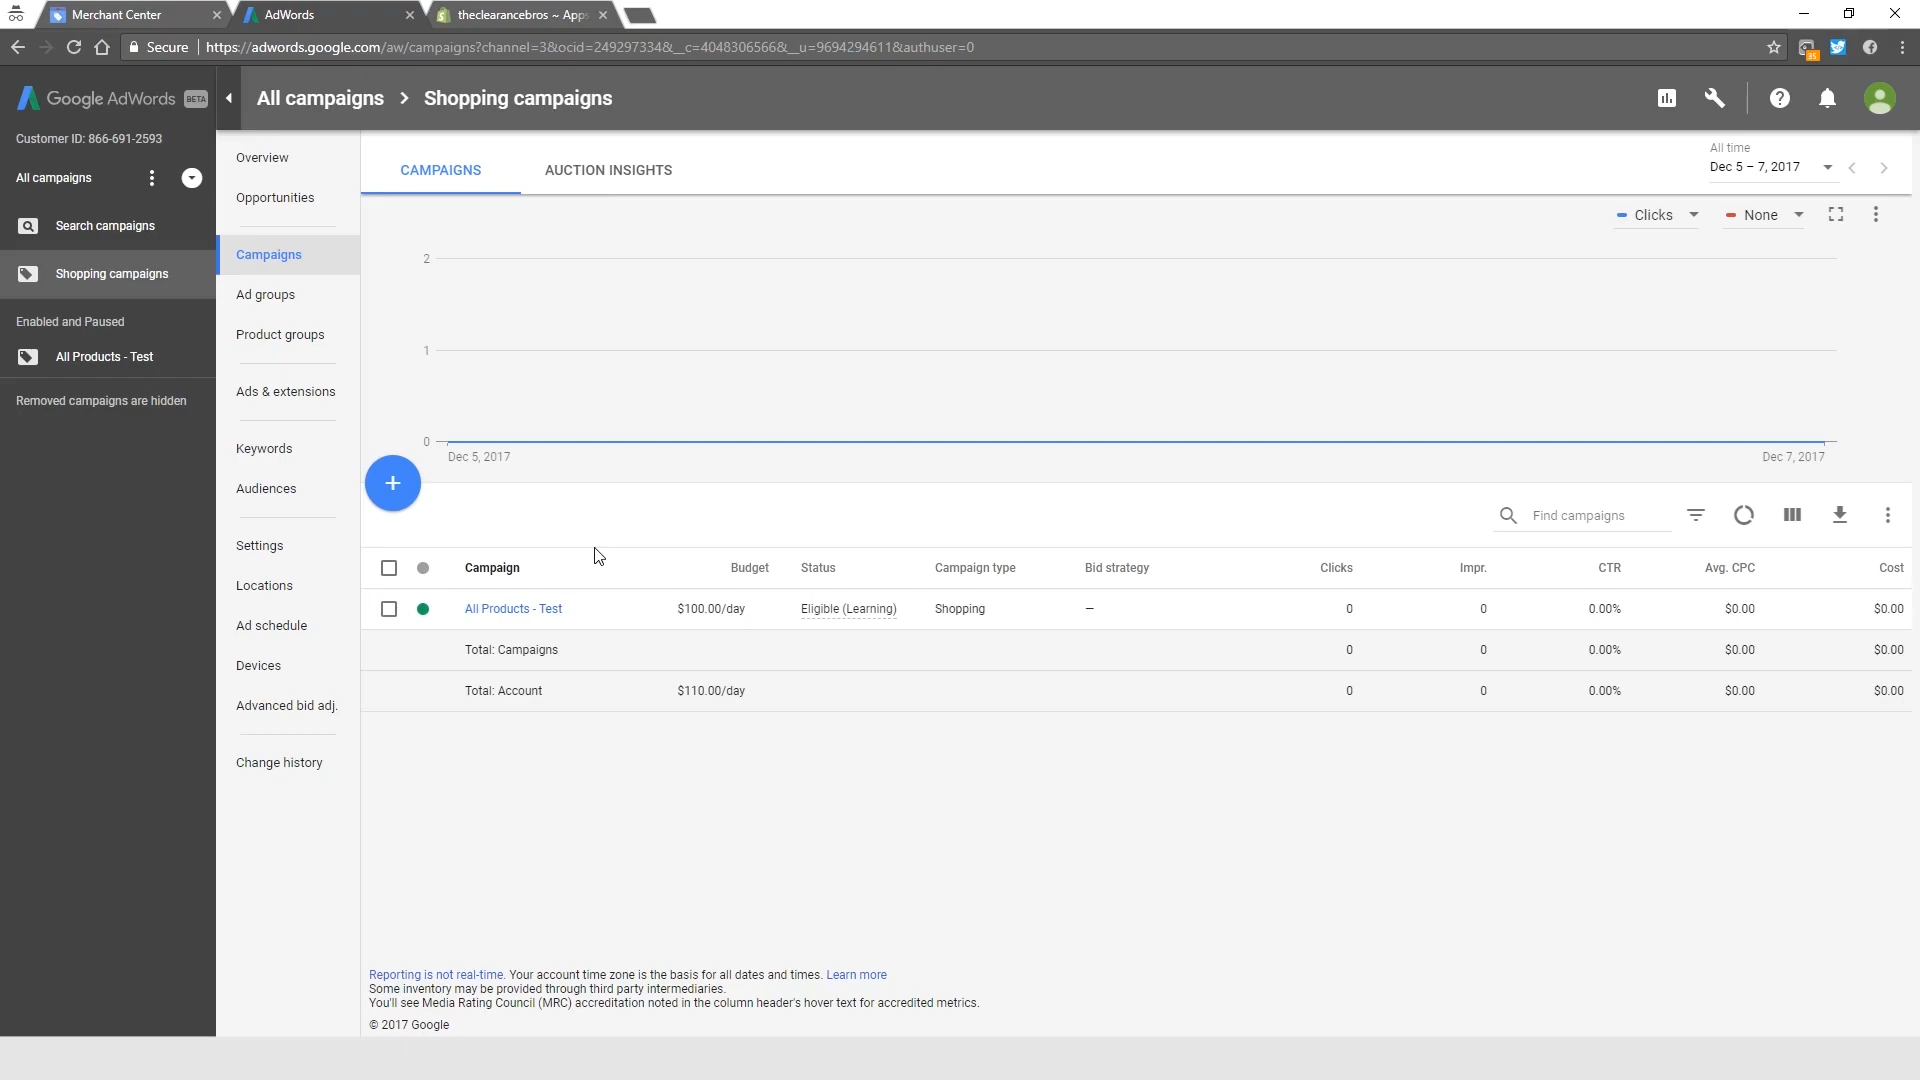 Merchant Center
AdWords
theclearancebros ~ Apps
Secure
https://adwords.google.com/aw/campaigns?channel=3&ocid=249297334&__c=4048306566&__u=9694294611&authuser=0
35
Google AdWords BETA
All campaigns > Shopping campaigns
Customer ID: 866-691-2593
All campaigns
Search campaigns
Shopping campaigns
Enabled and Paused
All Products - Test
Removed campaigns are hidden
Overview
Opportunities
Campaigns
Ad groups
Product groups
Ads & extensions
Keywords
Audiences
Settings
Locations
Ad schedule
Devices
Advanced bid adj.
Change history
CAMPAIGNS AUCTION INSIGHTS
All time
Dec 5 – 7, 2017
Clicks None
2
1
0
Dec 5, 2017 Dec 7, 2017
+
Find campaigns
Campaign Budget Status Campaign type Bid strategy Clicks Impr. CTR Avg. CPC Cost
All Products - Test $100.00/day Eligible (Learning) Shopping – 0 0 0.00% $0.00 $0.00
Total: Campaigns 0 0 0.00% $0.00 $0.00
Total: Account $110.00/day 0 0 0.00% $0.00 $0.00
Reporting is not real-time. Your account time zone is the basis for all dates and times. Learn more
Some inventory may be provided through third party intermediaries.
You'll see Media Rating Council (MRC) accreditation noted in the column header's hover text for accredited metrics.
© 2017 Google